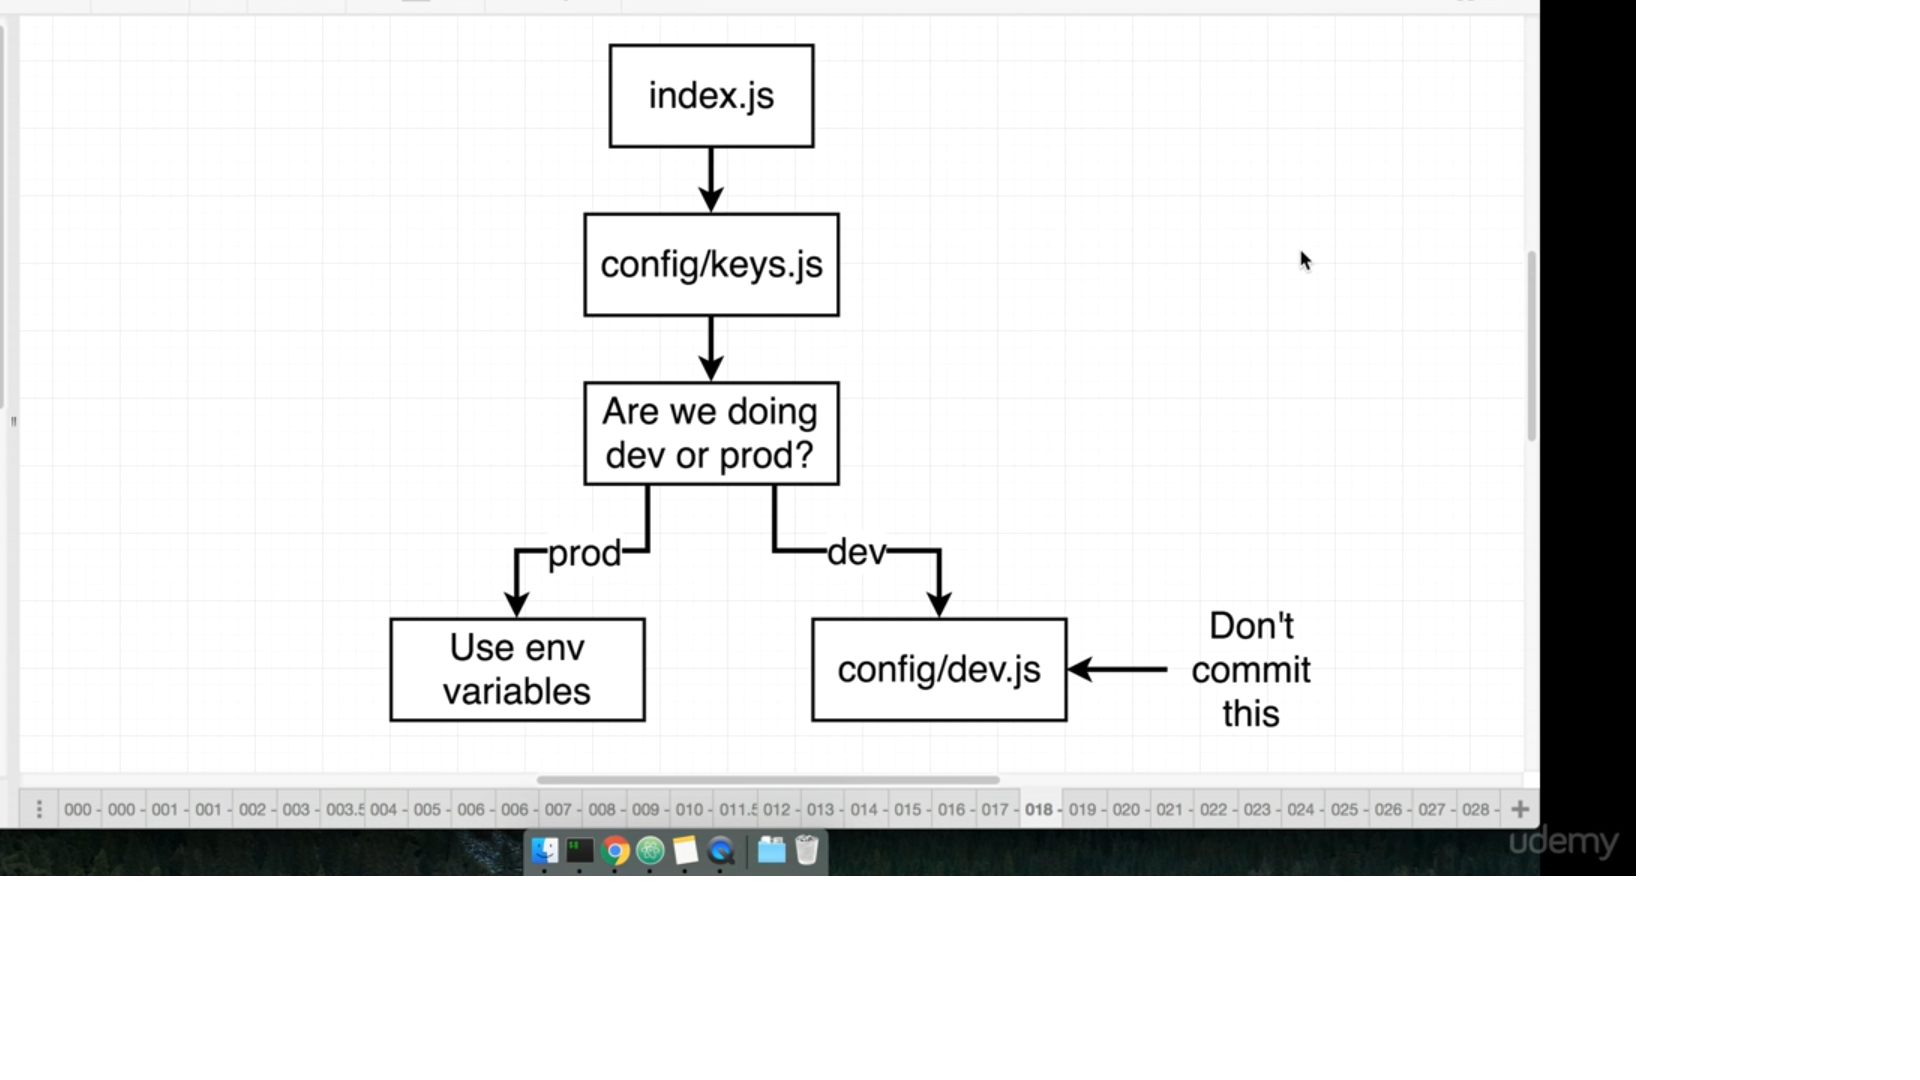 index.js
config/keys.js
Are we doing
dev or prod?
prod
dev
Use env
variables
config/dev.js
Don't
commit
this
000 - 000 - 001 - 001 - 002 - 003 - 003.5 004 - 005 - 006 - 006 - 007 - 008 - 009 - 010 - 011.5 012 - 013 - 014 - 015 - 016 - 017 - 018 - 019 - 020 - 021 - 022 - 023 - 024 - 025 - 026 - 027 - 028 -
udemy